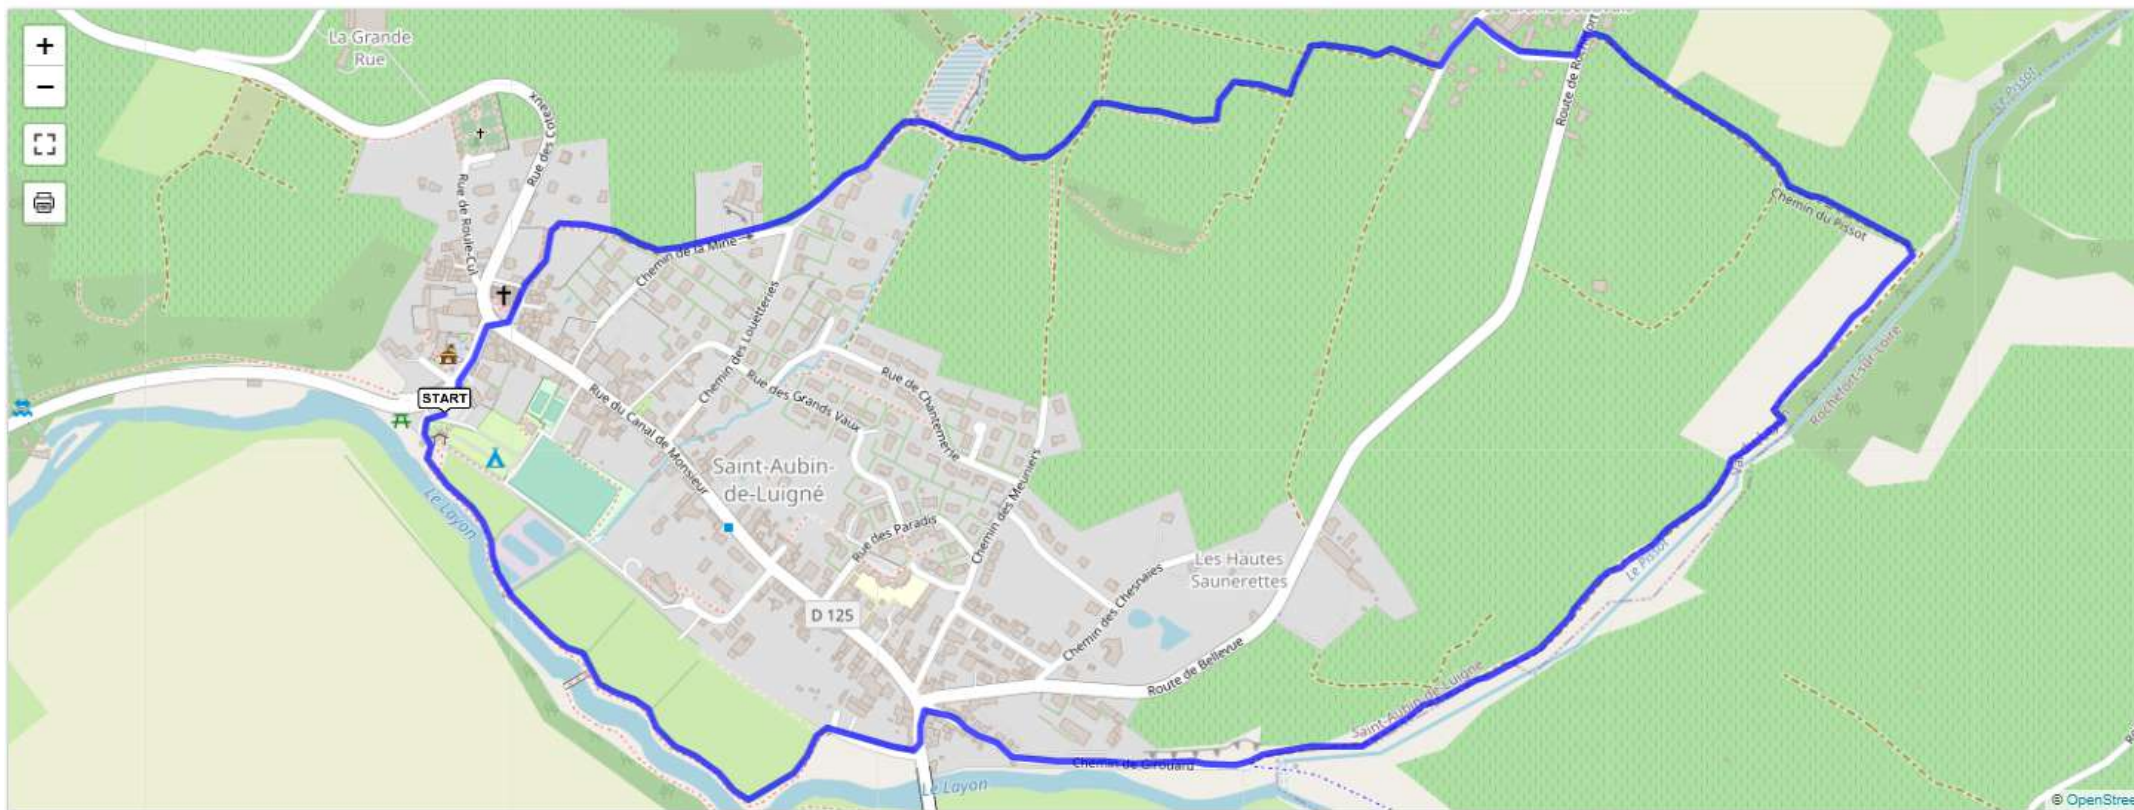 +
−
La Grande
Rue
Rue des Coteaux
Rue de Roule-Cul
START
Chemin de la Mine
Chemin des Louetteries
Rue du Canal de Monsieur
Rue des Grands Vaux
Rue de Chantemerle
Saint-Aubin-
de-Luigné
Rue des Paradis
Chemin des Meuniers
D 125
Les Hautes
Saunerettes
Chemin des Chesnaies
Route de Bellevue
Le Layon
Chemin du Pissot
Le Pissot
Rochefort-sur-Loire
Le Pissot
Saint-Aubin-de-Luigné
Chemin de Girouard
Le Layon
© OpenStree